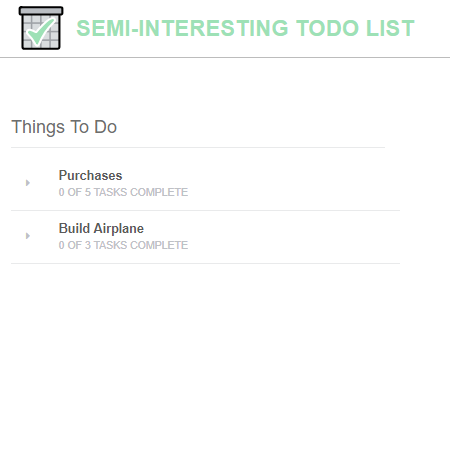 SEMI-INTERESTING TODO LIST
Things To Do
Purchases
0 OF 5 TASKS COMPLETE
Build Airplane
0 OF 3 TASKS COMPLETE